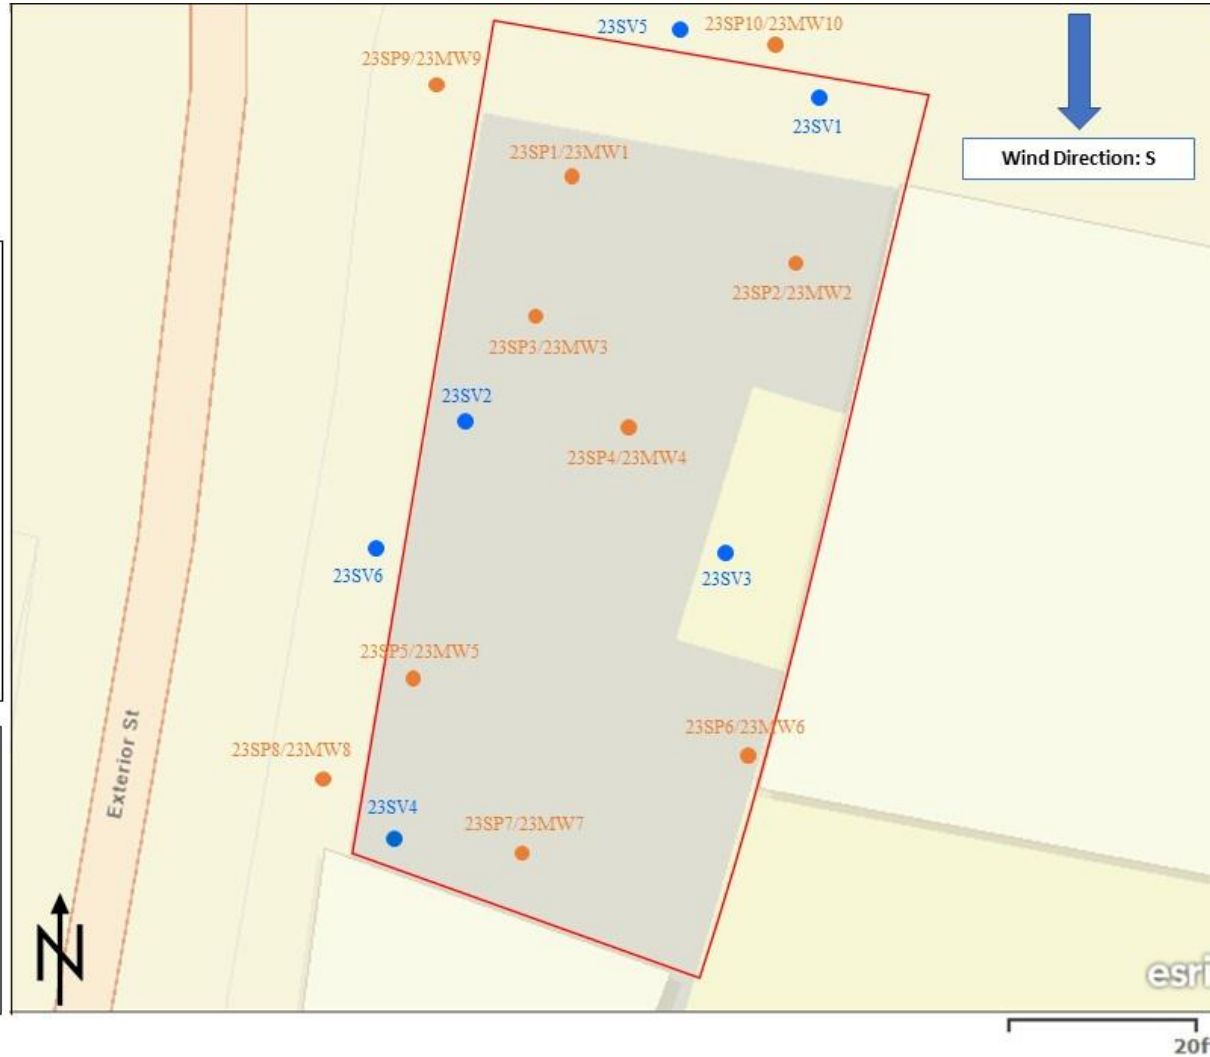 23SV5
23SP10/23MW10
23SP9/23MW9
23SV1
Wind Direction: S
23SP1/23MW1
23SP2/23MW2
23SP3/23MW3
23SV2
23SP4/23MW4
23SV6
23SV3
23SP5/23MW5
23SP6/23MW6
23SP8/23MW8
Exterior St
23SV4
23SP7/23MW7
N
esri
20f